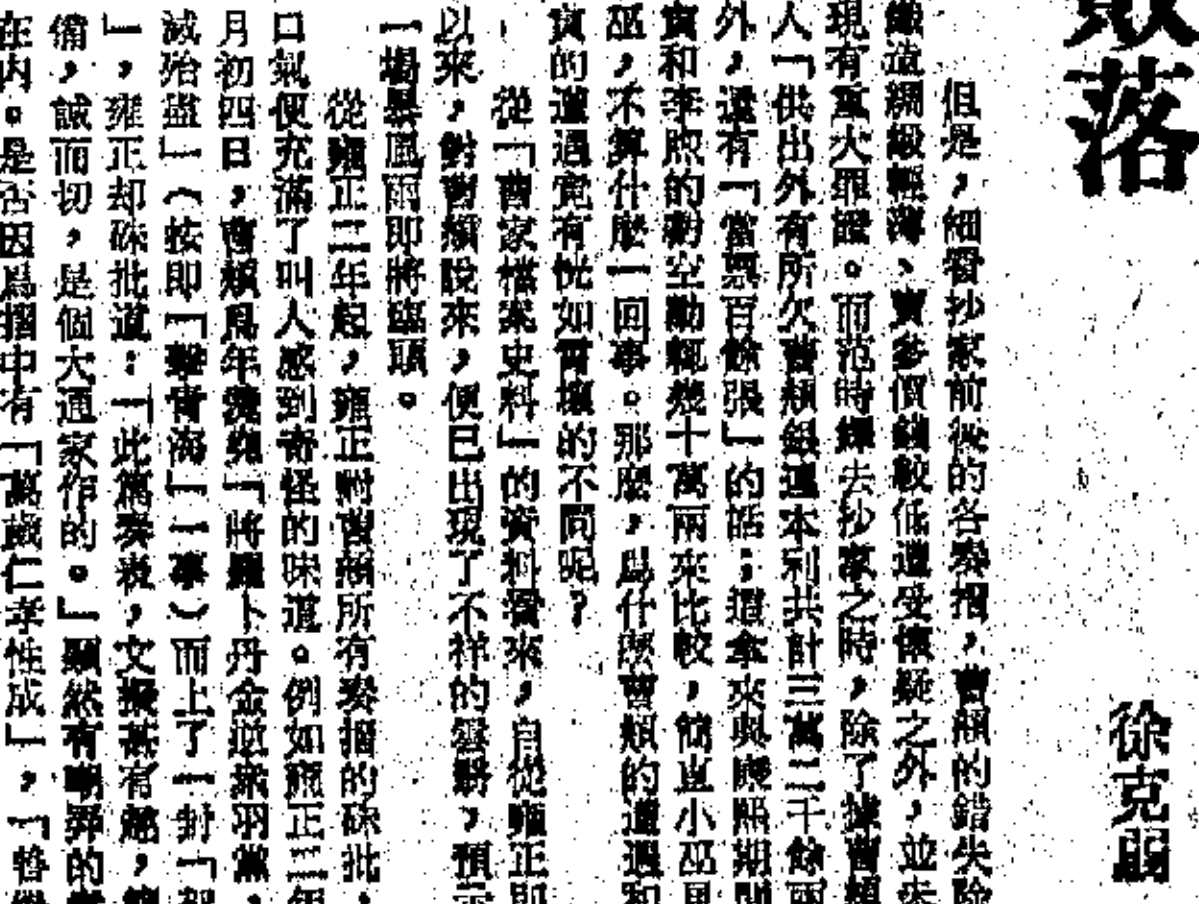 敗落
徐克弱
但是，細看抄家前後的各奏摺，曹頫的錯失除
織造綢緞輕薄、賣參價錢較低遭受懷疑之外，並未
現有重大罪證。而范時繹去抄家之時，除了據曹頫
人「供出外有所欠曹頫銀連本利共計三萬二千餘兩
外，還有「當票百餘張」的話；還拿來與康熙期間
寅和李煦的虧空動輒幾十萬兩來比較，簡直小巫見
巫，不算什麼一回事。那麼，爲什麼曹頫的遭遇和
寅的遭遇竟有恍如霄壤的不同呢？
從「曹家檔案史料」的資料看來，自從雍正即
以來，對曹頫說來，便已出現了不祥的雲翳，預示
一場暴風雨即將臨頭。
從雍正二年起，雍正對曹頫所有奏摺的硃批，
口氣便充滿了叫人感到奇怪的味道。例如雍正二年
月初四日，曹頫爲年羹堯「將羅卜丹金逆衆羽黨，
滅殆盡」（按即「擊青海」一事）而上了一封「賀
」，雍正却硃批道：「此篇奏表，文擬甚有趣，簡
備，誠而切，是個大通家作的。」顯然有嘲弄的
在內。是否因爲摺中有「萬歲仁孝性成」，「